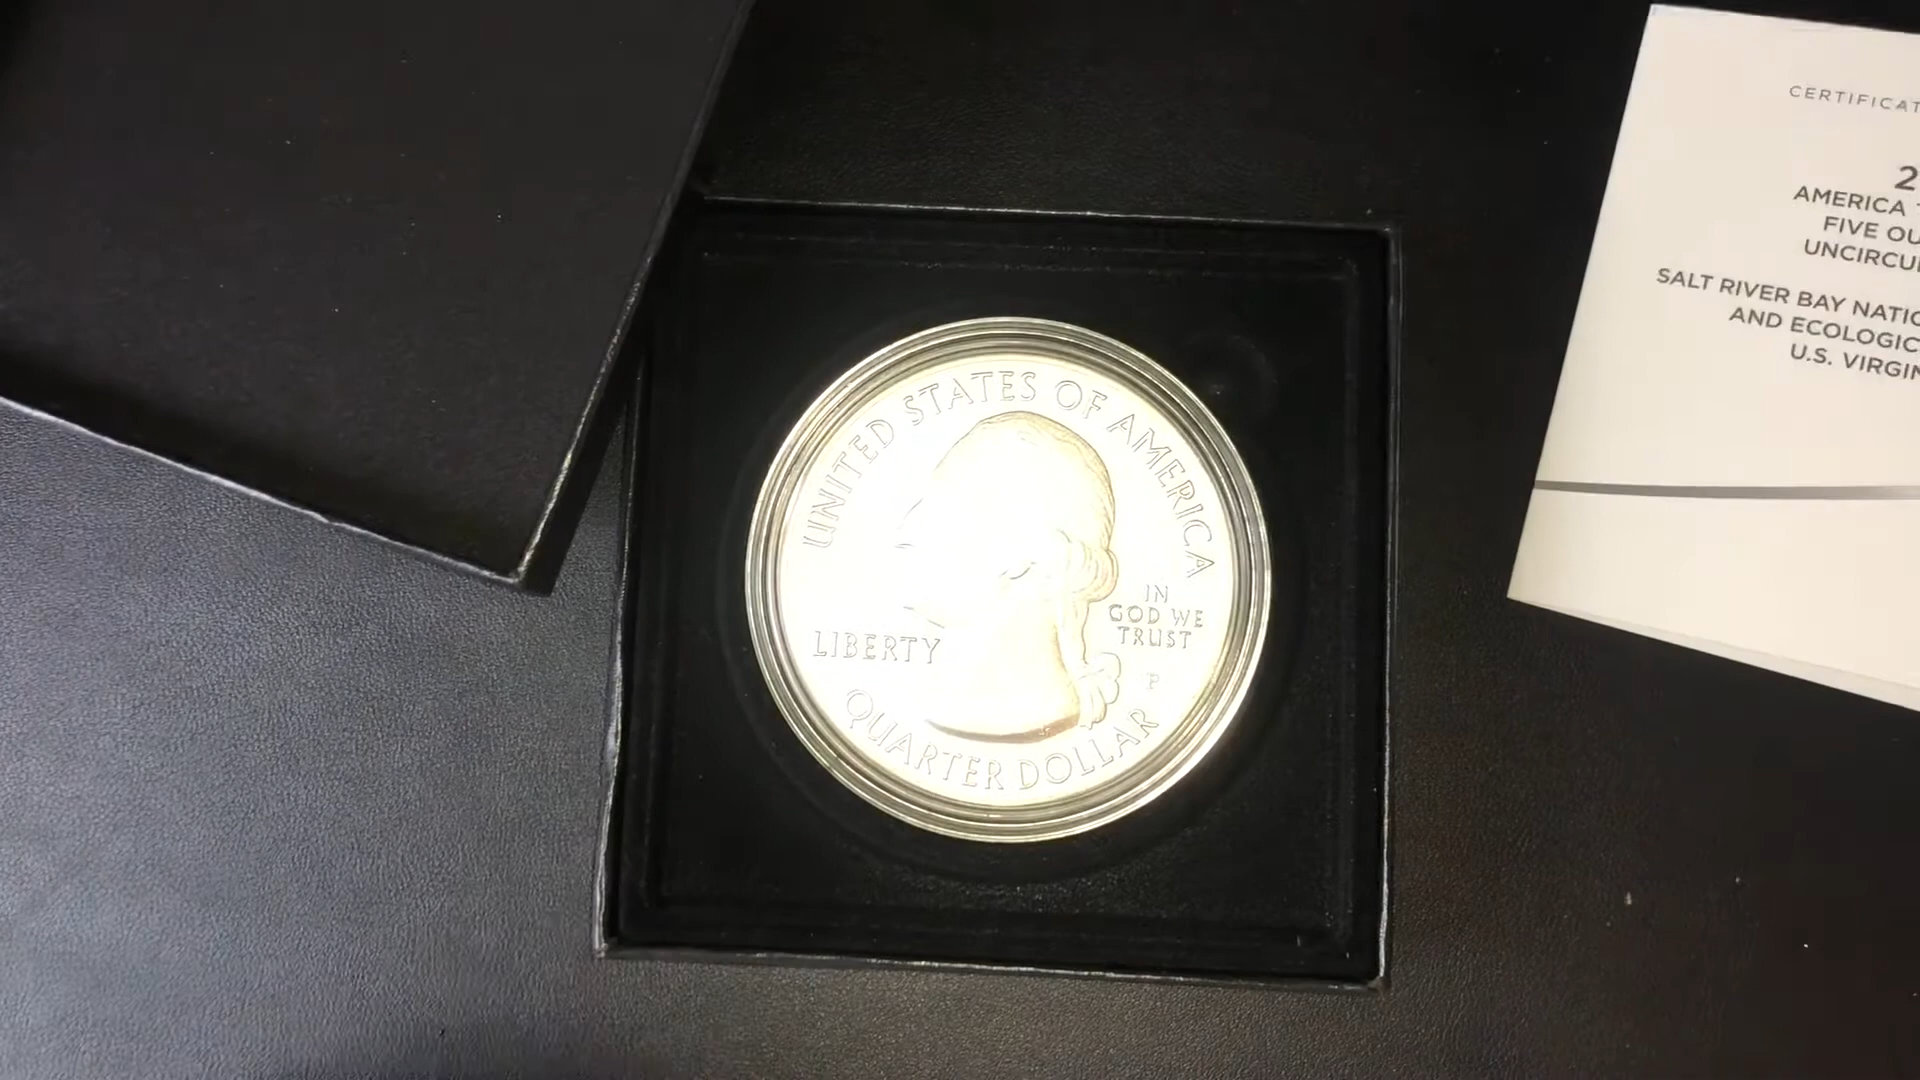 UNITED STATES OF AMERICA
LIBERTY
IN
GOD WE
TRUST
P
QUARTER DOLLAR
CERTIFICAT
2
AMERICA
FIVE OU
UNCIRCU
SALT RIVER BAY NATIO
AND ECOLOGIC
U.S. VIRGIN